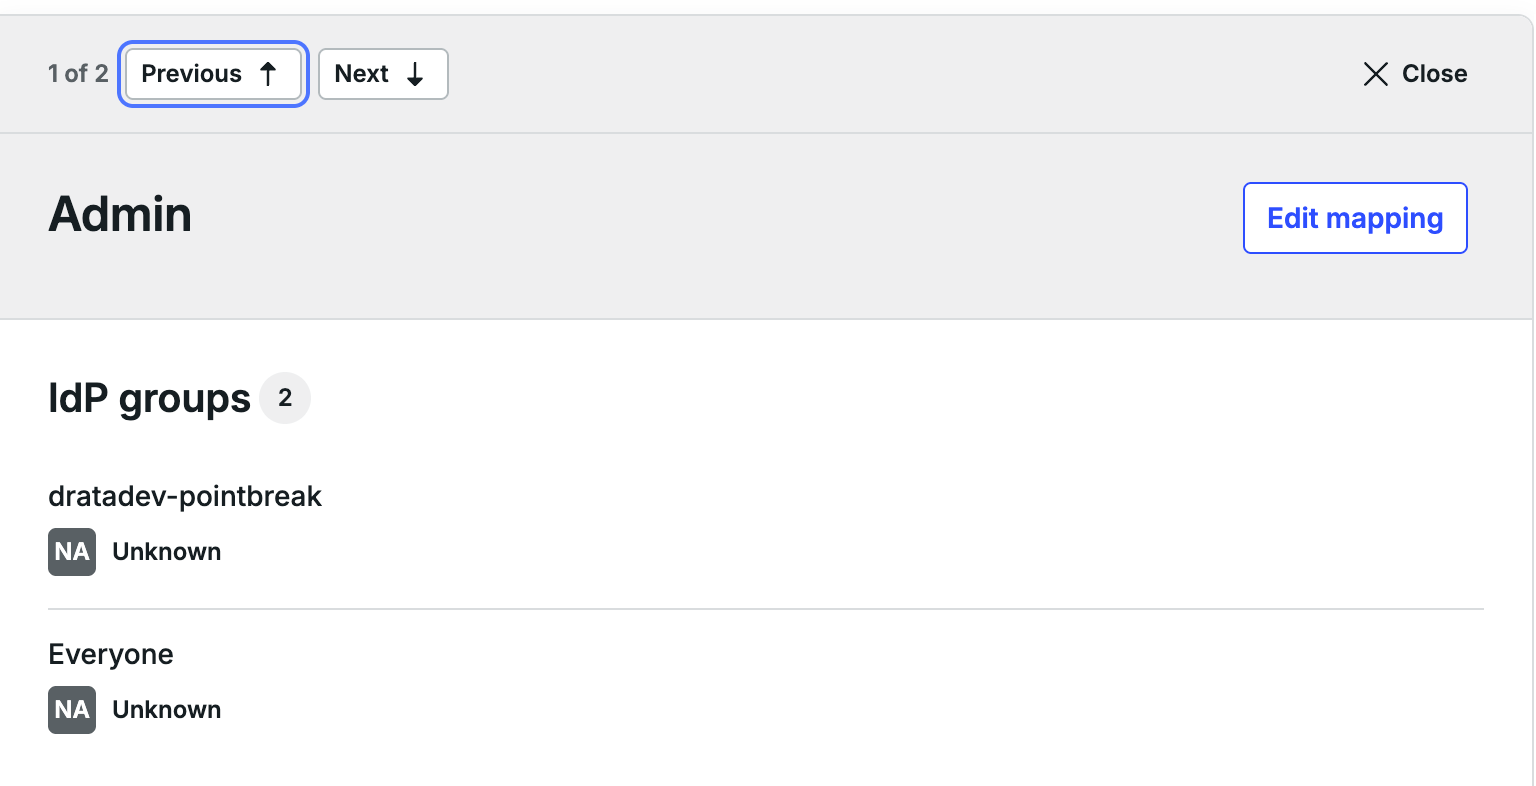 1 of 2 Previous ↑ Next ↓ Close
Admin Edit mapping
IdP groups 2
dratadev-pointbreak
NA Unknown
Everyone
NA Unknown